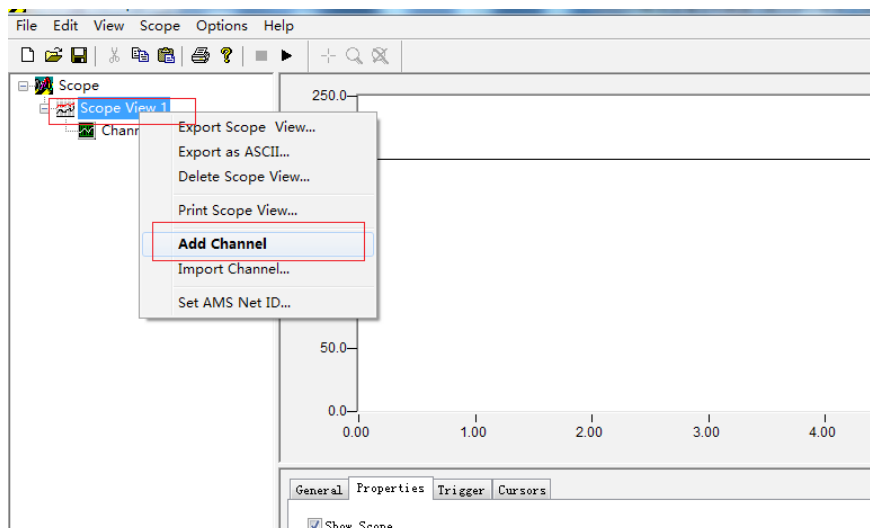 File Edit View Scope Options Help
Scope
Scope View 1
Chann
Export Scope View...
Export as ASCII...
Delete Scope View...
Print Scope View...
Add Channel
Import Channel...
Set AMS Net ID...
250.0
50.0
0.0
0.00 1.00 2.00 3.00 4.00
General Properties Trigger Cursors
Show Scope